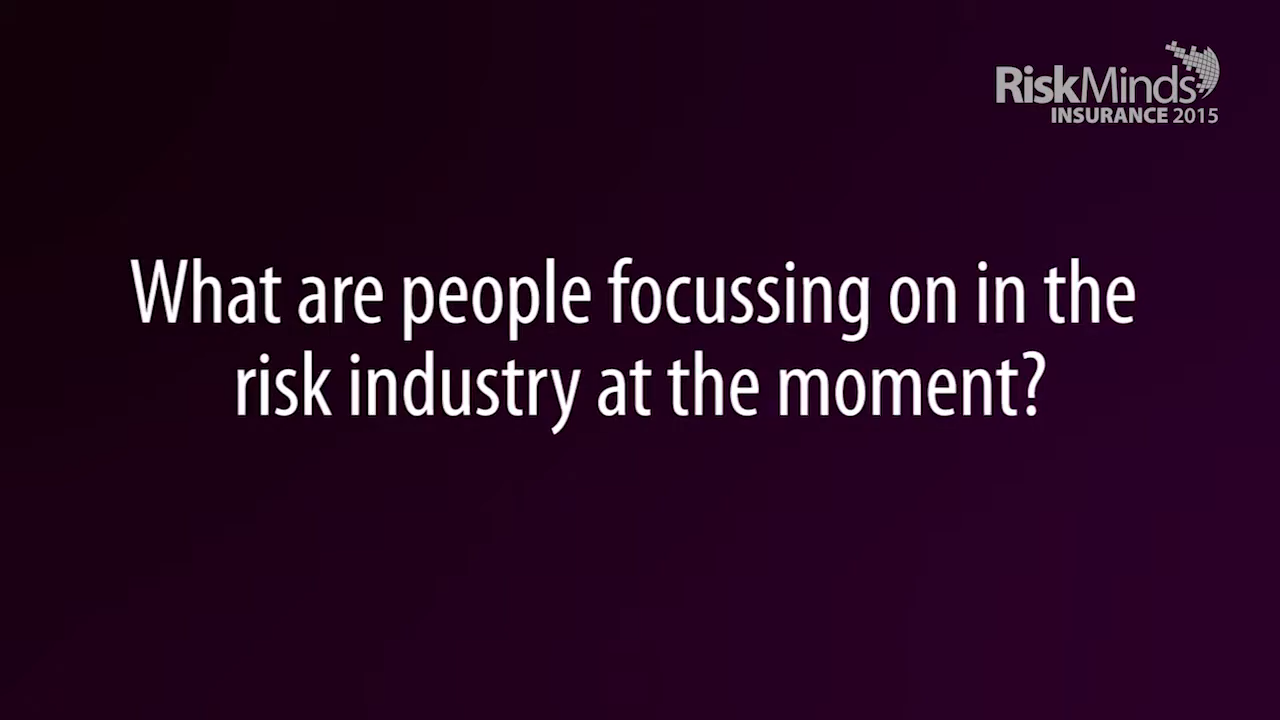 RiskMinds
INSURANCE 2015
What are people focussing on in the
risk industry at the moment?